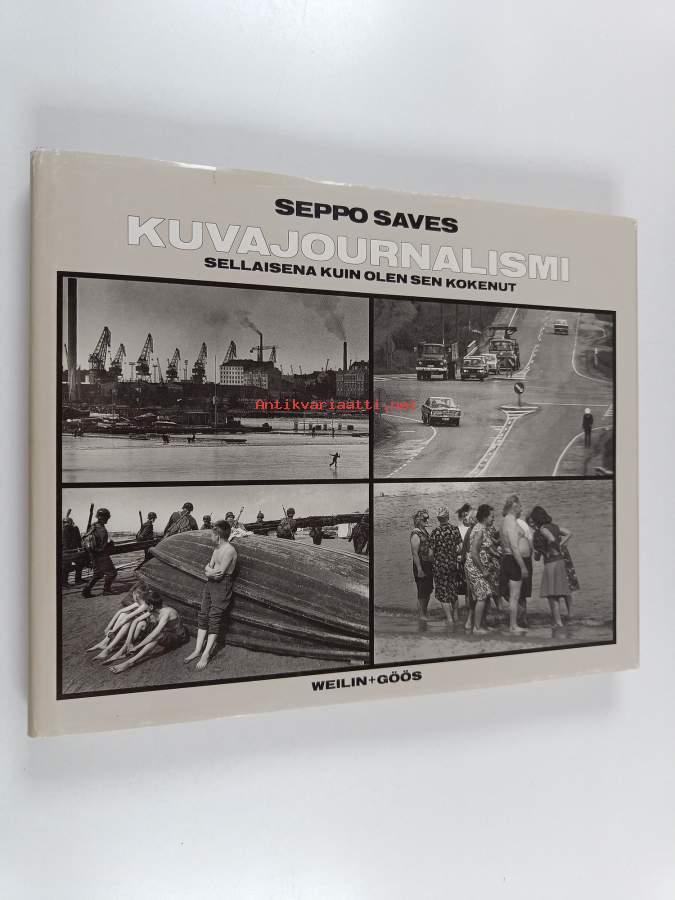 SEPPO SAVES
KUVAJOURNALISMI
SELLAISENA KUIN OLEN SEN KOKENUT
Antikvariaatti.net
WEILIN+GÖÖS